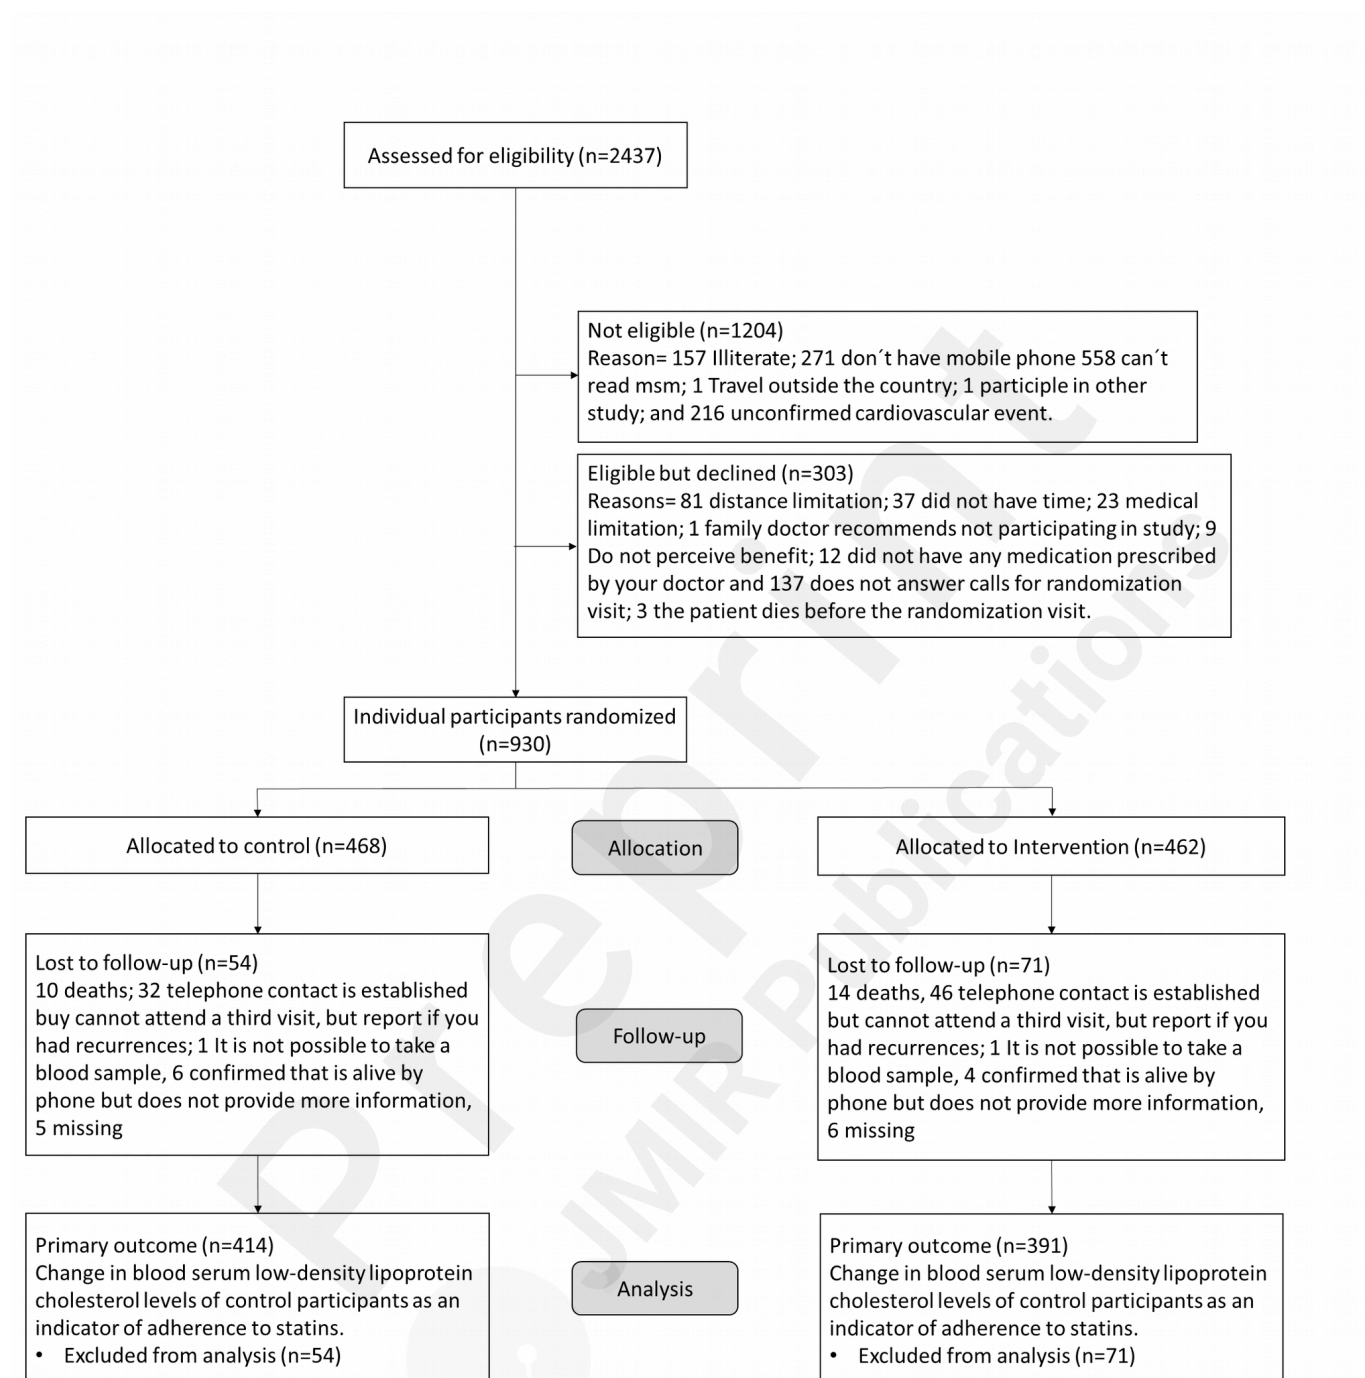 Assessed for eligibility (n=2437)
Not eligible (n=1204)
Reason= 157 Illiterate; 271 don´t have mobile phone 558 can´t
read msm; 1 Travel outside the country; 1 participle in other
study; and 216 unconfirmed cardiovascular event.
Eligible but declined (n=303)
Reasons= 81 distance limitation; 37 did not have time; 23 medical
limitation; 1 family doctor recommends not participating in study; 9
Do not perceive benefit; 12 did not have any medication prescribed
by your doctor and 137 does not answer calls for randomization
visit; 3 the patient dies before the randomization visit.
Individual participants randomized
(n=930)
Allocated to control (n=468)
Allocation
Allocated to Intervention (n=462)
Lost to follow-up (n=54)
10 deaths; 32 telephone contact is established
buy cannot attend a third visit, but report if you
had recurrences; 1 It is not possible to take a
blood sample, 6 confirmed that is alive by
phone but does not provide more information,
5 missing
Follow-up
Lost to follow-up (n=71)
14 deaths, 46 telephone contact is established
but cannot attend a third visit, but report if you
had recurrences; 1 It is not possible to take a
blood sample, 4 confirmed that is alive by
phone but does not provide more information,
6 missing
Primary outcome (n=414)
Change in blood serum low-density lipoprotein
cholesterol levels of control participants as an
indicator of adherence to statins.
• Excluded from analysis (n=54)
Analysis
Primary outcome (n=391)
Change in blood serum low-density lipoprotein
cholesterol levels of control participants as an
indicator of adherence to statins.
• Excluded from analysis (n=71)
Preprint
JMIR Publications